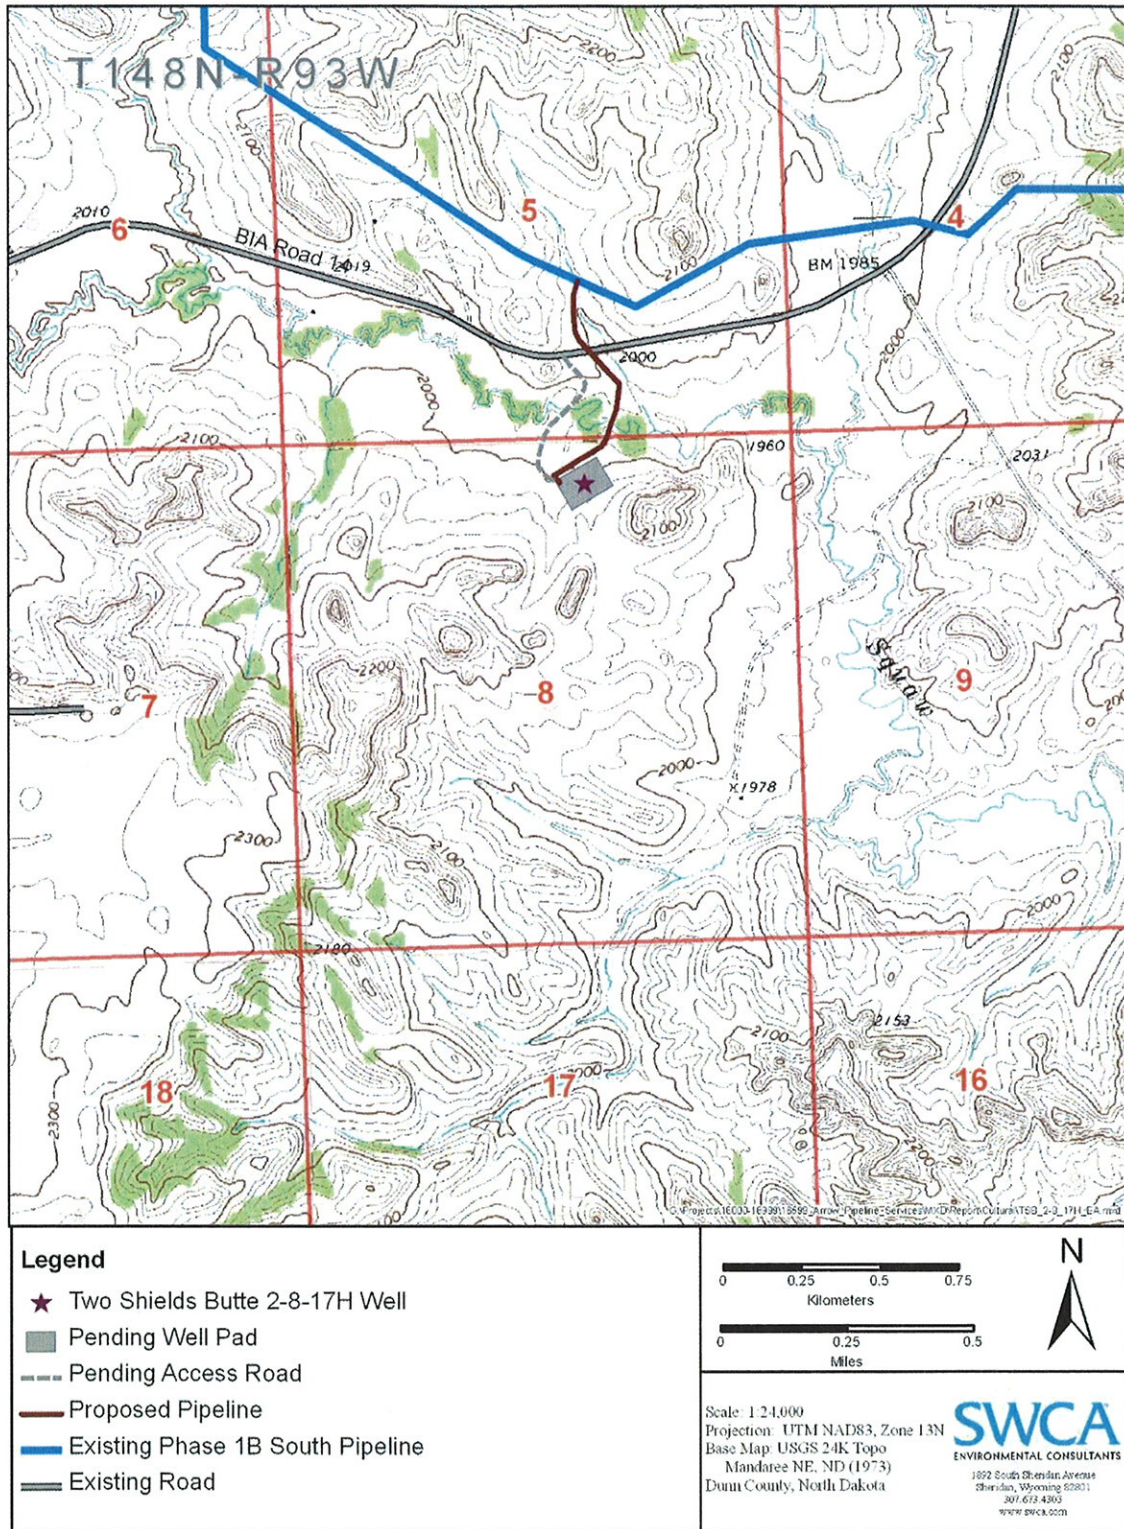 T148N-R93W
2200
2100
2100
5
4
2010
6
BIA Road 14
2019
2100
BM 1985
2000
2000
2000
2100
1960
2031
2100
2100
Squaw
2200
8
9
7
2000
X1978
2300
2100
2000
2180
2100
2153
18
17
2000
16
2300
2200
Legend
Two Shields Butte 2-8-17H Well
Pending Well Pad
Pending Access Road
Proposed Pipeline
Existing Phase 1B South Pipeline
Existing Road
0 0.25 0.5 0.75
Kilometers
0 0.25 0.5
Miles
N
Scale: 1:24,000
Projection: UTM NAD83, Zone 13N
Base Map: USGS 24K Topo
Mandaree NE, ND (1973)
Dunn County, North Dakota
SWCA
ENVIRONMENTAL CONSULTANTS
1892 South Sheridan Avenue
Sheridan, Wyoming 82801
307.673.4303
www.swca.com